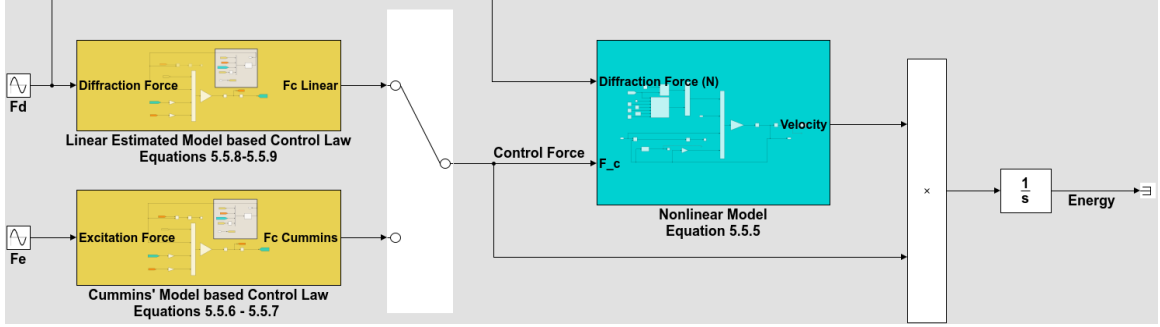 Diffraction Force
Fc Linear
Fd
Linear Estimated Model based Control Law
Equations 5.5.8-5.5.9
Control Force
Diffraction Force (N)
Velocity
F_c
Nonlinear Model
Equation 5.5.5
×
1
s
Energy
Excitation Force
Fc Cummins
Fe
Cummins' Model based Control Law
Equations 5.5.6 - 5.5.7